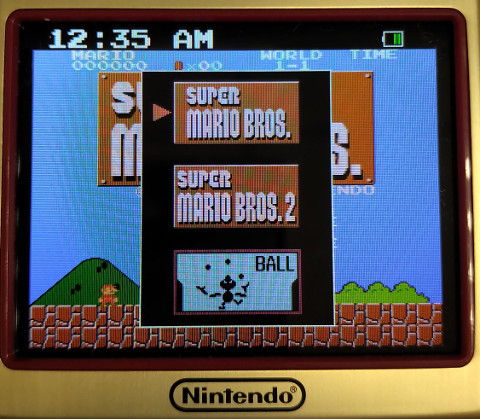 12:35 AM
MARIO WORLD TIME
000000 x00 1-1
SUPER
MARIO BROS.
SUPER
MARIO BROS. 2
NDO
BALL
Nintendo®